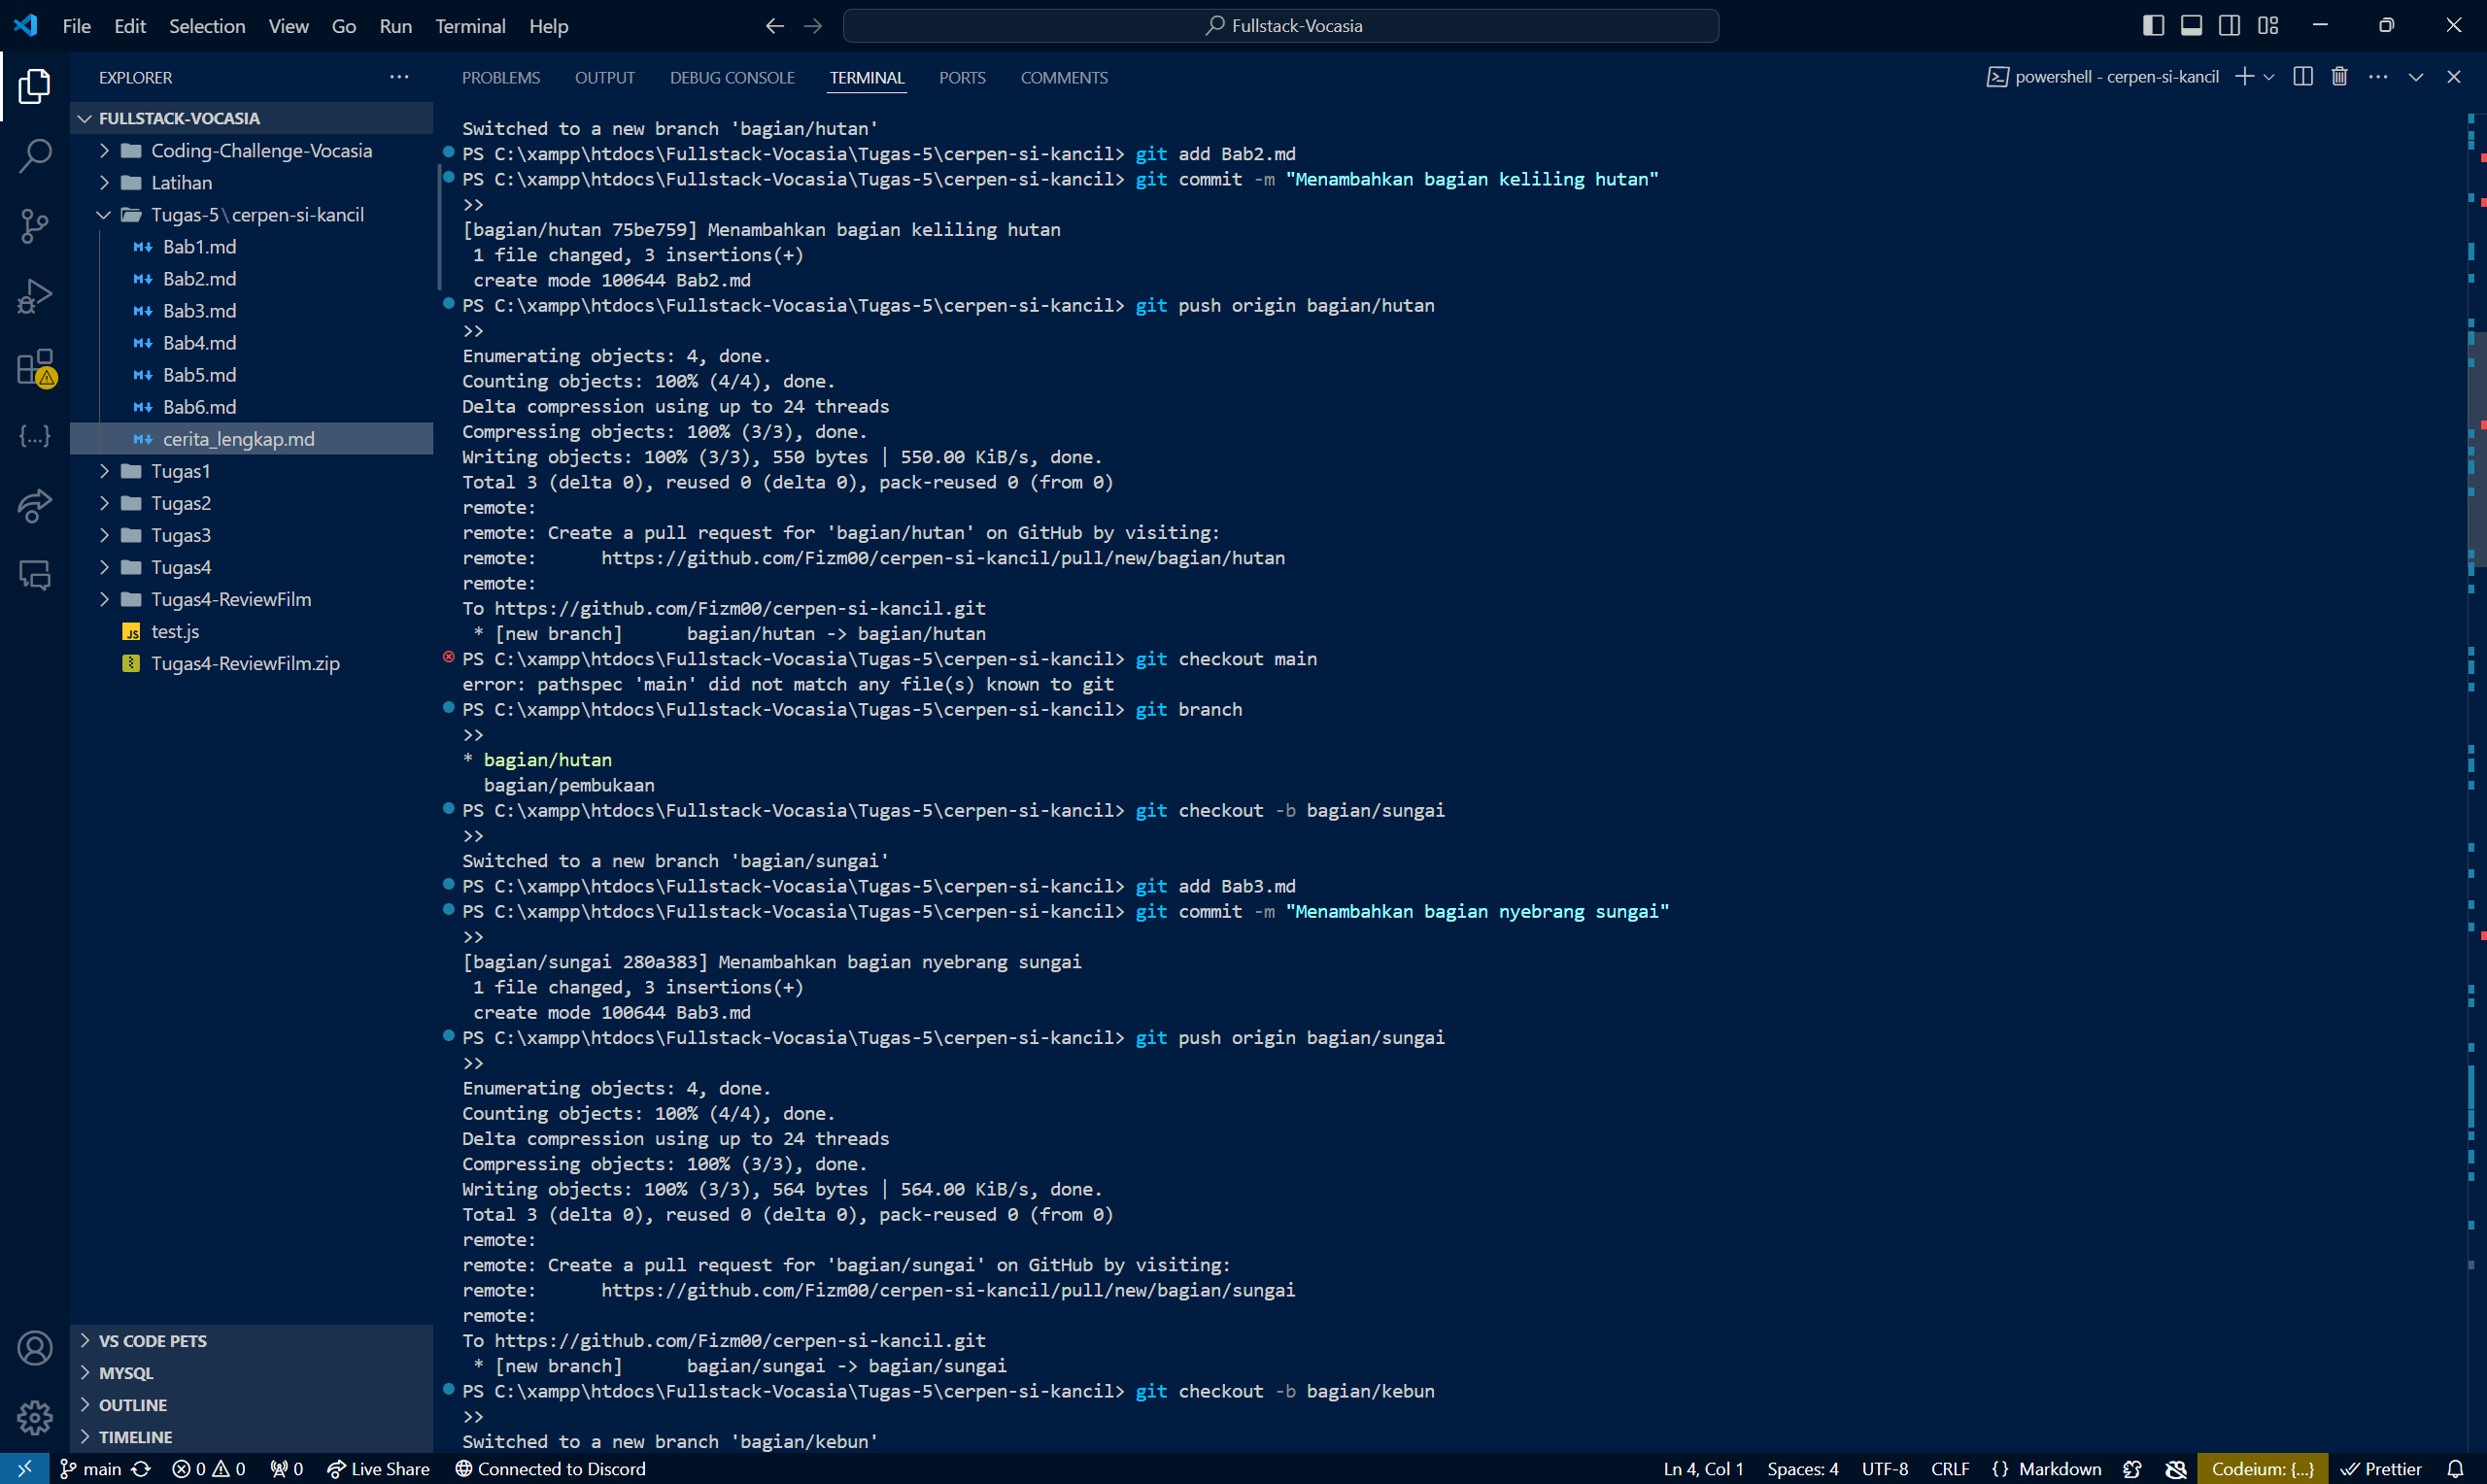 File Edit Selection View Go Run Terminal Help
Fullstack-Vocasia
EXPLORER
FULLSTACK-VOCASIA
Coding-Challenge-Vocasia
Latihan
Tugas-5\cerpen-si-kancil
Bab1.md
Bab2.md
Bab3.md
Bab4.md
Bab5.md
Bab6.md
cerita_lengkap.md
Tugas1
Tugas2
Tugas3
Tugas4
Tugas4-ReviewFilm
JS test.js
Tugas4-ReviewFilm.zip
VS CODE PETS
MYSQL
OUTLINE
TIMELINE
PROBLEMS OUTPUT DEBUG CONSOLE TERMINAL PORTS COMMENTS
powershell - cerpen-si-kancil
Switched to a new branch 'bagian/hutan'
PS C:\xampp\htdocs\Fullstack-Vocasia\Tugas-5\cerpen-si-kancil> git add Bab2.md
PS C:\xampp\htdocs\Fullstack-Vocasia\Tugas-5\cerpen-si-kancil> git commit -m "Menambahkan bagian keliling hutan"
>>
[bagian/hutan 75be759] Menambahkan bagian keliling hutan
1 file changed, 3 insertions(+)
create mode 100644 Bab2.md
PS C:\xampp\htdocs\Fullstack-Vocasia\Tugas-5\cerpen-si-kancil> git push origin bagian/hutan
>>
Enumerating objects: 4, done.
Counting objects: 100% (4/4), done.
Delta compression using up to 24 threads
Compressing objects: 100% (3/3), done.
Writing objects: 100% (3/3), 550 bytes | 550.00 KiB/s, done.
Total 3 (delta 0), reused 0 (delta 0), pack-reused 0 (from 0)
remote:
remote: Create a pull request for 'bagian/hutan' on GitHub by visiting:
remote:      https://github.com/Fizm00/cerpen-si-kancil/pull/new/bagian/hutan
remote:
To https://github.com/Fizm00/cerpen-si-kancil.git
* [new branch]      bagian/hutan -> bagian/hutan
PS C:\xampp\htdocs\Fullstack-Vocasia\Tugas-5\cerpen-si-kancil> git checkout main
error: pathspec 'main' did not match any file(s) known to git
PS C:\xampp\htdocs\Fullstack-Vocasia\Tugas-5\cerpen-si-kancil> git branch
>>
* bagian/hutan
bagian/pembukaan
PS C:\xampp\htdocs\Fullstack-Vocasia\Tugas-5\cerpen-si-kancil> git checkout -b bagian/sungai
>>
Switched to a new branch 'bagian/sungai'
PS C:\xampp\htdocs\Fullstack-Vocasia\Tugas-5\cerpen-si-kancil> git add Bab3.md
PS C:\xampp\htdocs\Fullstack-Vocasia\Tugas-5\cerpen-si-kancil> git commit -m "Menambahkan bagian nyebrang sungai"
>>
[bagian/sungai 280a383] Menambahkan bagian nyebrang sungai
1 file changed, 3 insertions(+)
create mode 100644 Bab3.md
PS C:\xampp\htdocs\Fullstack-Vocasia\Tugas-5\cerpen-si-kancil> git push origin bagian/sungai
>>
Enumerating objects: 4, done.
Counting objects: 100% (4/4), done.
Delta compression using up to 24 threads
Compressing objects: 100% (3/3), done.
Writing objects: 100% (3/3), 564 bytes | 564.00 KiB/s, done.
Total 3 (delta 0), reused 0 (delta 0), pack-reused 0 (from 0)
remote:
remote: Create a pull request for 'bagian/sungai' on GitHub by visiting:
remote:      https://github.com/Fizm00/cerpen-si-kancil/pull/new/bagian/sungai
remote:
To https://github.com/Fizm00/cerpen-si-kancil.git
* [new branch]      bagian/sungai -> bagian/sungai
PS C:\xampp\htdocs\Fullstack-Vocasia\Tugas-5\cerpen-si-kancil> git checkout -b bagian/kebun
>>
Switched to a new branch 'bagian/kebun'
main 0 0 0 Live Share Connected to Discord Ln 4, Col 1 Spaces: 4 UTF-8 CRLF {} Markdown Codeium: {...} Prettier